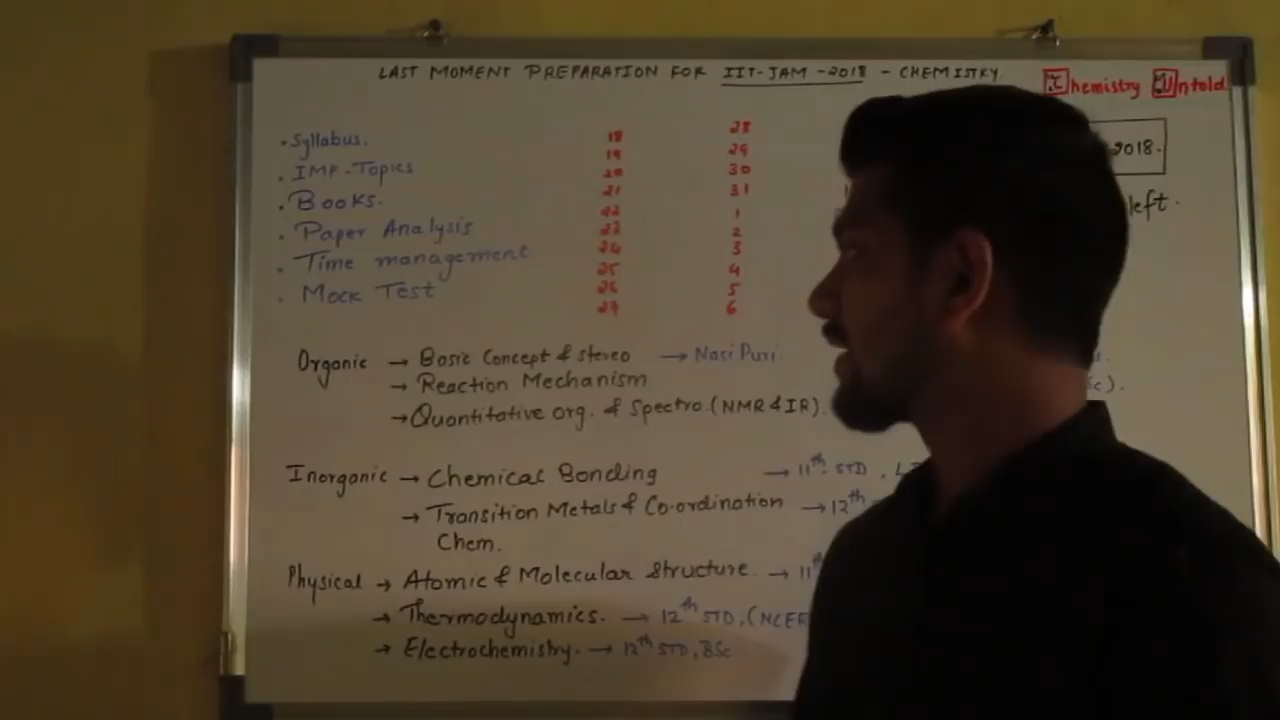 LAST MOMENT PREPARATION FOR IIT-JAM-2018 - CHEMISTRY.
Chemistry Untold
2018.
left.
. Syllabus.
. IMP. Topics
. Books.
. Paper Analysis
. Time management
. Mock Test
18
19
20
21
22
23
24
25
26
27
28
29
30
31
1
2
3
4
5
6
Organic → Basic Concept & stereo → Nasi Puri
→ Reaction Mechanism
→ Quantitative org. & Spectro. (NMR & IR).
Inorganic → Chemical Bonding → 11th STD,
→ Transition Metals & Co-ordination → 12th
Chem.
Physical → Atomic & Molecular Structure. → 11
→ Thermodynamics. → 12th STD, (NCE
→ Electrochemistry. → 12th STD, BSc